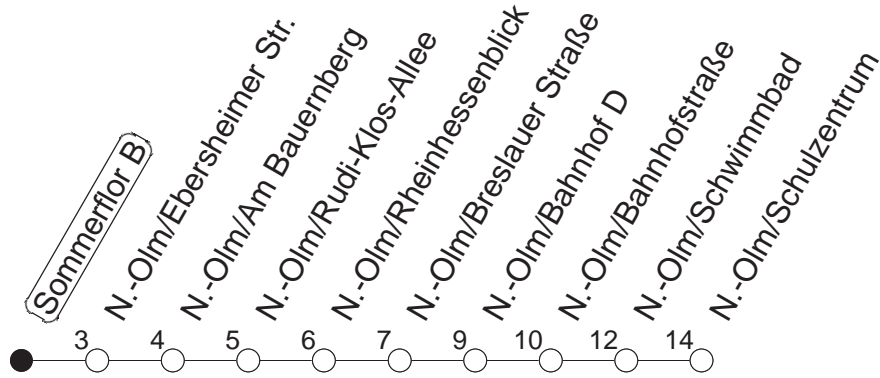 Sommerflor B
N.-Olm/Ebersheimer Str.
N.-Olm/Am Bauernberg
N.-Olm/Rudi-Klos-Allee
N.-Olm/Rheinhessenblick
N.-Olm/Breslauer Straße
N.-Olm/Bahnhof D
N.-Olm/Bahnhofstraße
N.-Olm/Schwimmbad
N.-Olm/Schulzentrum
3 4 5 6 7 9 10 12 14